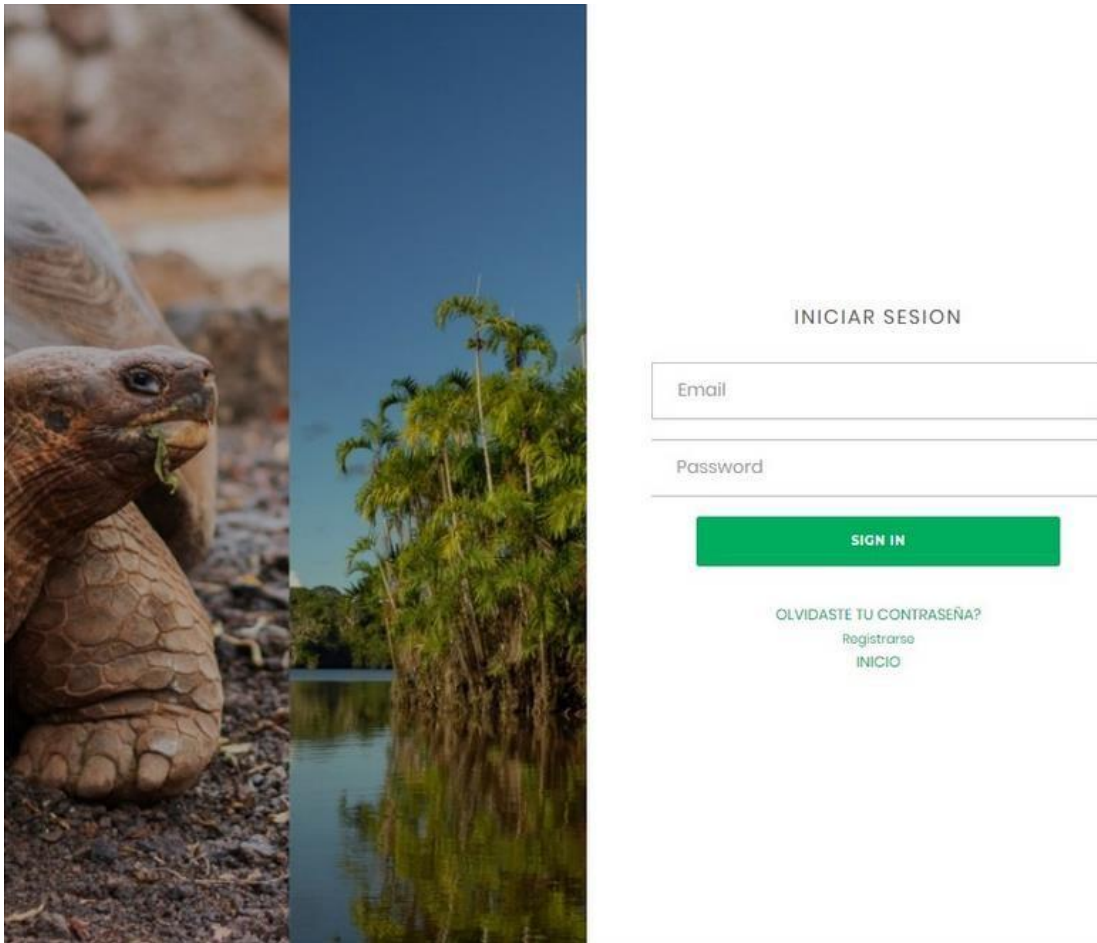 INICIAR SESION
Email
Password
SIGN IN
OLVIDASTE TU CONTRASEÑA?
Registrarse
INICIO